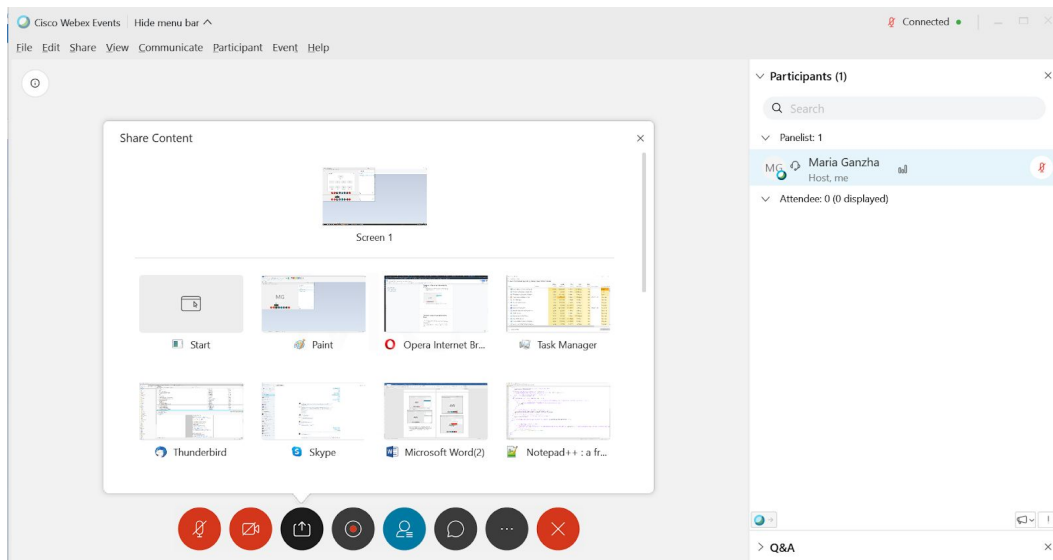 Cisco Webex Events Hide menu bar
Connected
File Edit Share View Communicate Participant Event Help
Participants (1)
Search
Share Content
Panelist: 1
MG Maria Ganzha
Host, me
Attendee: 0 (0 displayed)
Screen 1
MG
Start Paint Opera Internet Br... Task Manager
Thunderbird Skype Microsoft Word(2) Notepad++ : a fr...
Q&A